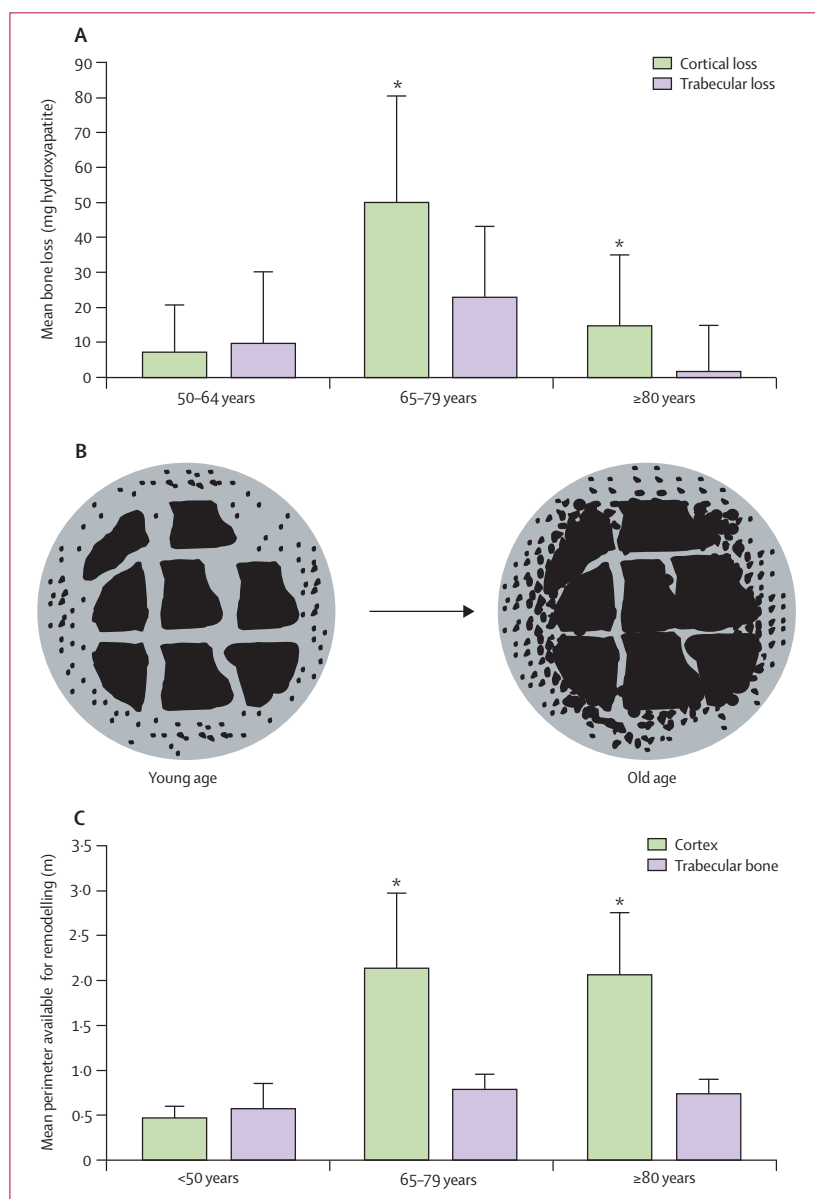 A
90
80
70
60
50
40
30
20
10
0
Mean bone loss (mg hydroxyapatite)
Cortical loss
Trabecular loss
*
*
50–64 years
65–79 years
≥80 years
B
Young age
Old age
C
3·5
3·0
2·5
2·0
1·5
1·0
0·5
0
Mean perimeter available for remodelling (m)
Cortex
Trabecular bone
*
*
<50 years
65–79 years
≥80 years